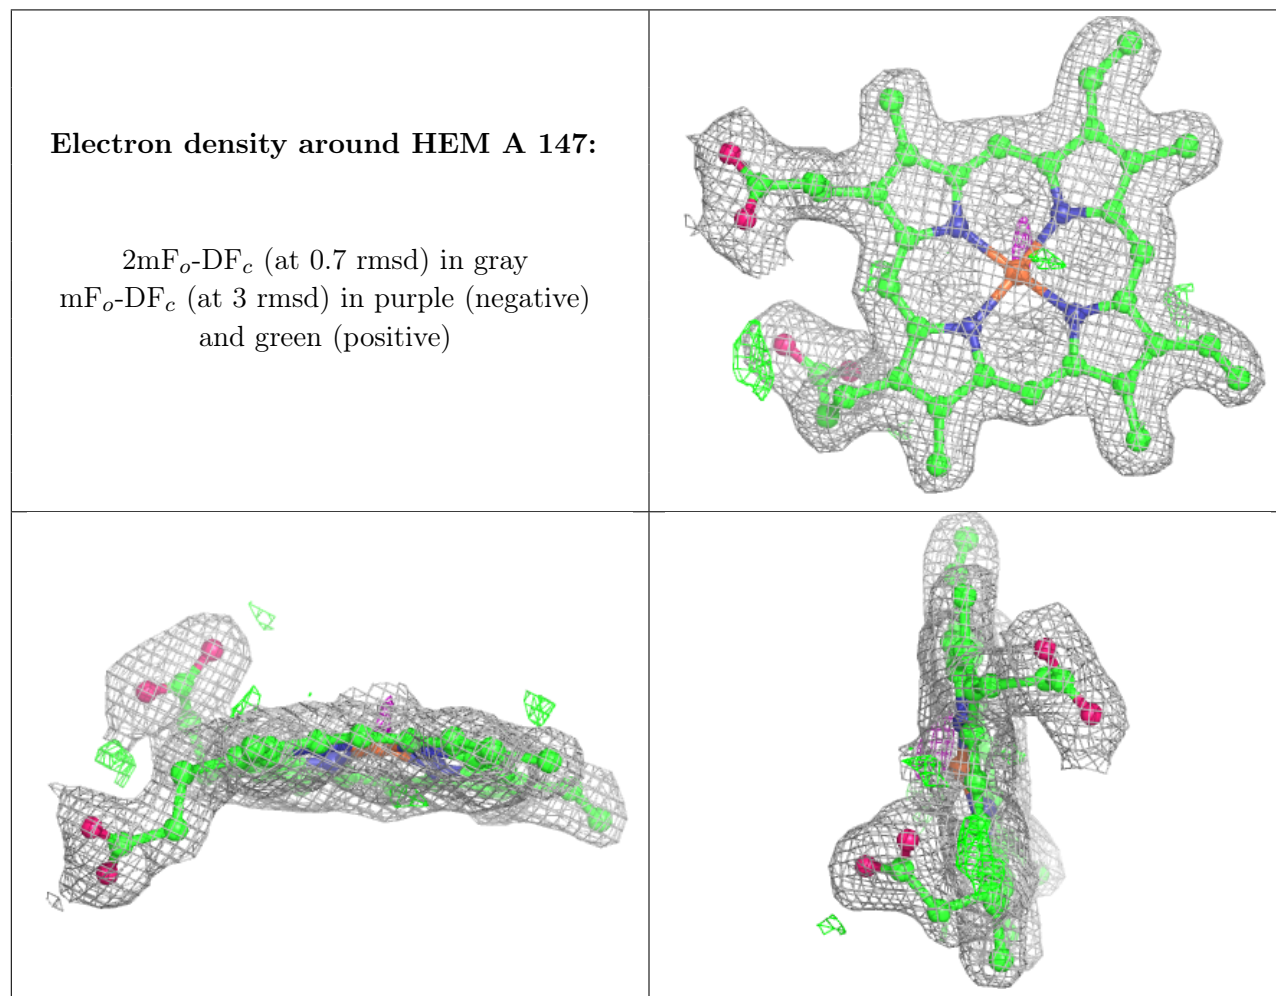 Electron density around HEM A 147:
2mFo-DFc (at 0.7 rmsd) in gray
mFo-DFc (at 3 rmsd) in purple (negative)
and green (positive)